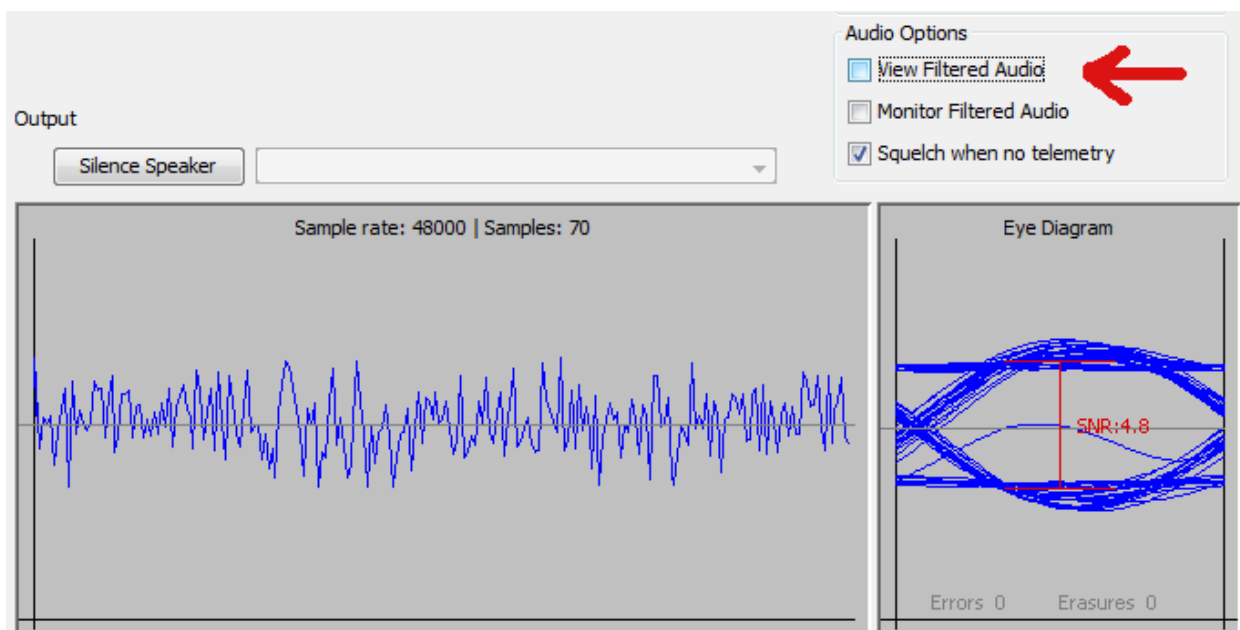 Audio Options
View Filtered Audio
Monitor Filtered Audio
Squelch when no telemetry
Output
Silence Speaker
Sample rate: 48000 | Samples: 70
Eye Diagram
SNR:4.8
Errors 0 Erasures 0